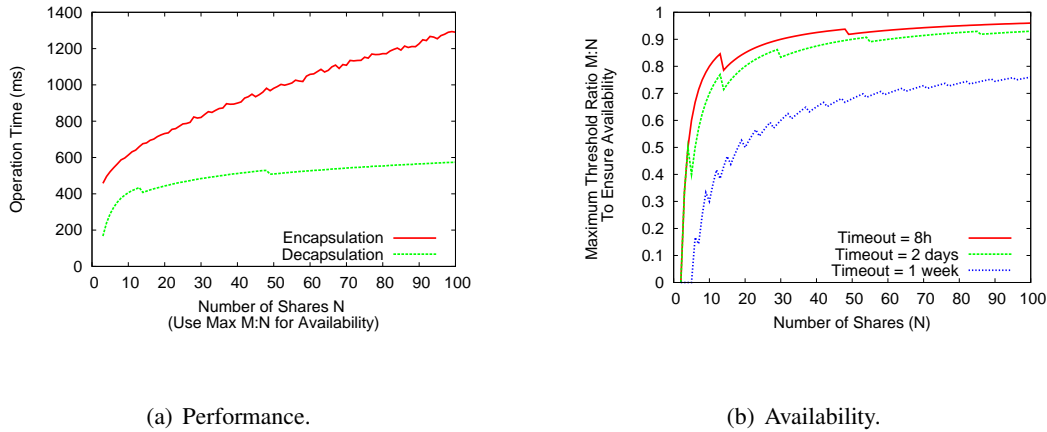 1400
1200
1000
800
600
400
200
0
Operation Time (ms)
Encapsulation
Decapsulation
0 10 20 30 40 50 60 70 80 90 100
Number of Shares N
(Use Max M:N for Availability)
(a) Performance.
1
0.9
0.8
0.7
0.6
0.5
0.4
0.3
0.2
0.1
0
Maximum Threshold Ratio M:N
To Ensure Availability
Timeout = 8h
Timeout = 2 days
Timeout = 1 week
0 10 20 30 40 50 60 70 80 90 100
Number of Shares (N)
(b) Availability.